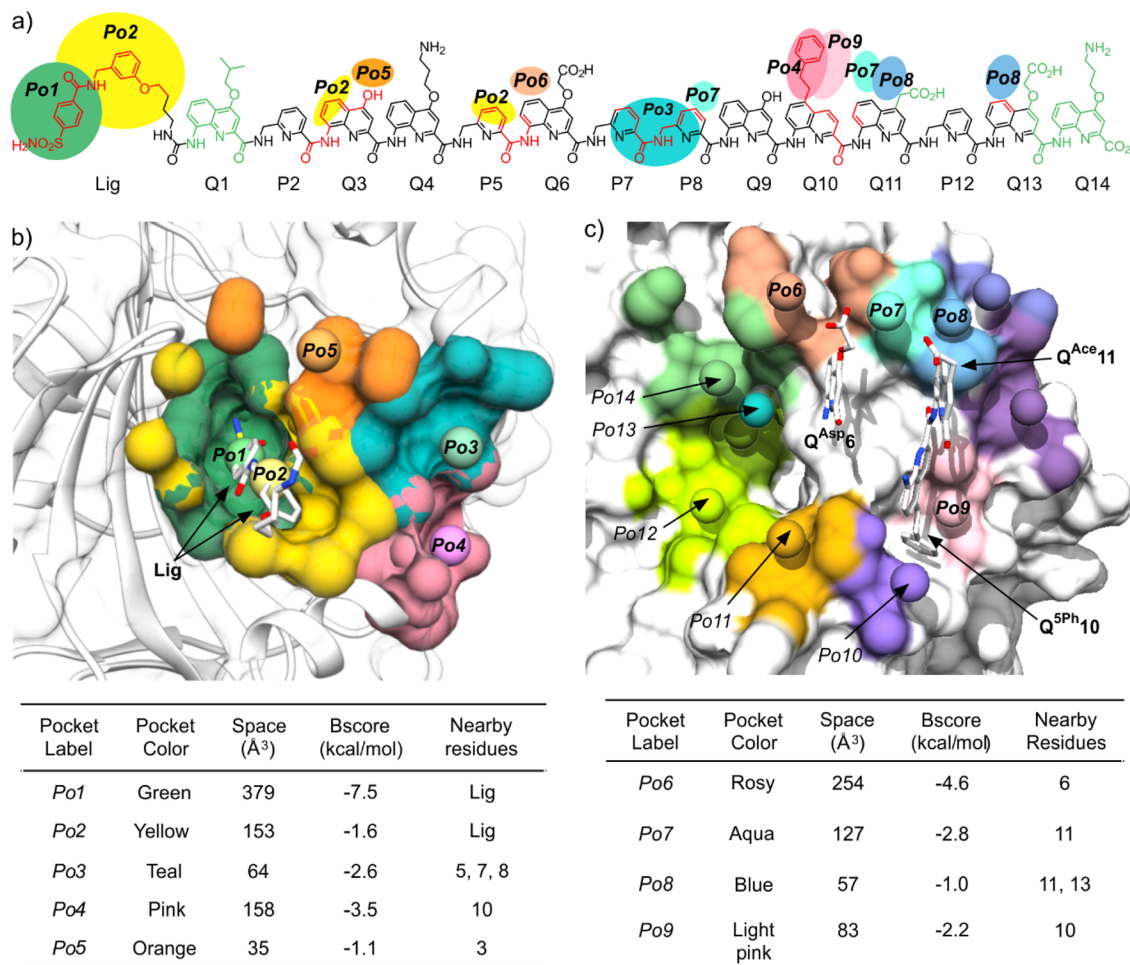 a)
Po2
Po1
Po2
Po5
Po6
Po2
Po3
Po7
Po4
Po9
Po7
Po8
Po8
NH2
CO2H
OH
CO2H
CO2H
NH2
H2NO2S
CO2H
Lig Q1 P2 Q3 Q4 P5 Q6 P7 P8 Q9 Q10 Q11 P12 Q13 Q14
b)
Po5
Po1
Po2
Po3
Po4
Lig
c)
Po6
Po7
Po8
Q^Ace11
Po14
Po13
Q^Asp6
Po9
Po12
Po11
Po10
Q^5Ph10
Pocket Label Pocket Color Space (Å³) Bscore (kcal/mol) Nearby residues
Po1 Green 379 -7.5 Lig
Po2 Yellow 153 -1.6 Lig
Po3 Teal 64 -2.6 5, 7, 8
Po4 Pink 158 -3.5 10
Po5 Orange 35 -1.1 3
Pocket Label Pocket Color Space (Å³) Bscore (kcal/mol) Nearby Residues
Po6 Rosy 254 -4.6 6
Po7 Aqua 127 -2.8 11
Po8 Blue 57 -1.0 11, 13
Po9 Light pink 83 -2.2 10